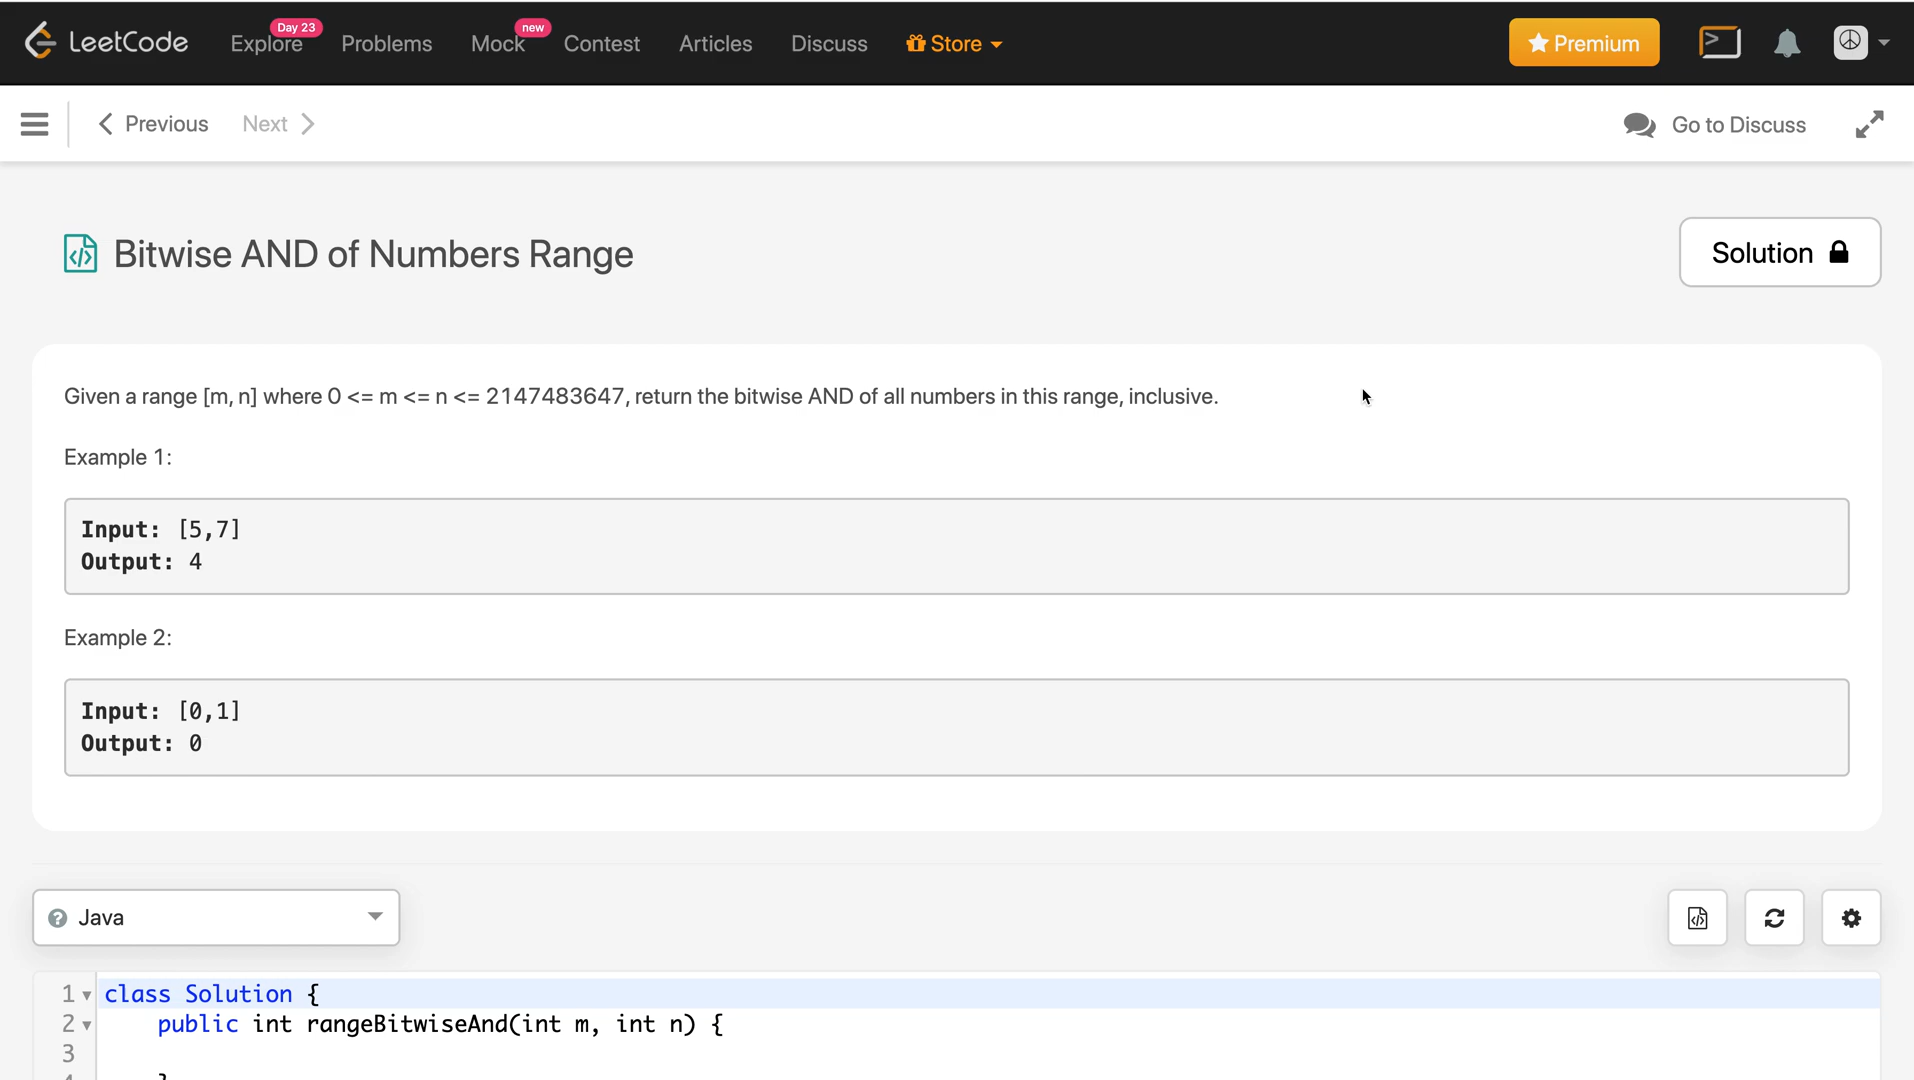 LeetCode Explore Day 23 Problems Mock new Contest Articles Discuss Store Premium
Previous Next Go to Discuss
Bitwise AND of Numbers Range Solution
Given a range [m, n] where 0 <= m <= n <= 2147483647, return the bitwise AND of all numbers in this range, inclusive.
Example 1:
Input: [5,7]
Output: 4
Example 2:
Input: [0,1]
Output: 0
Java
1 class Solution {
2 public int rangeBitwiseAnd(int m, int n) {
3